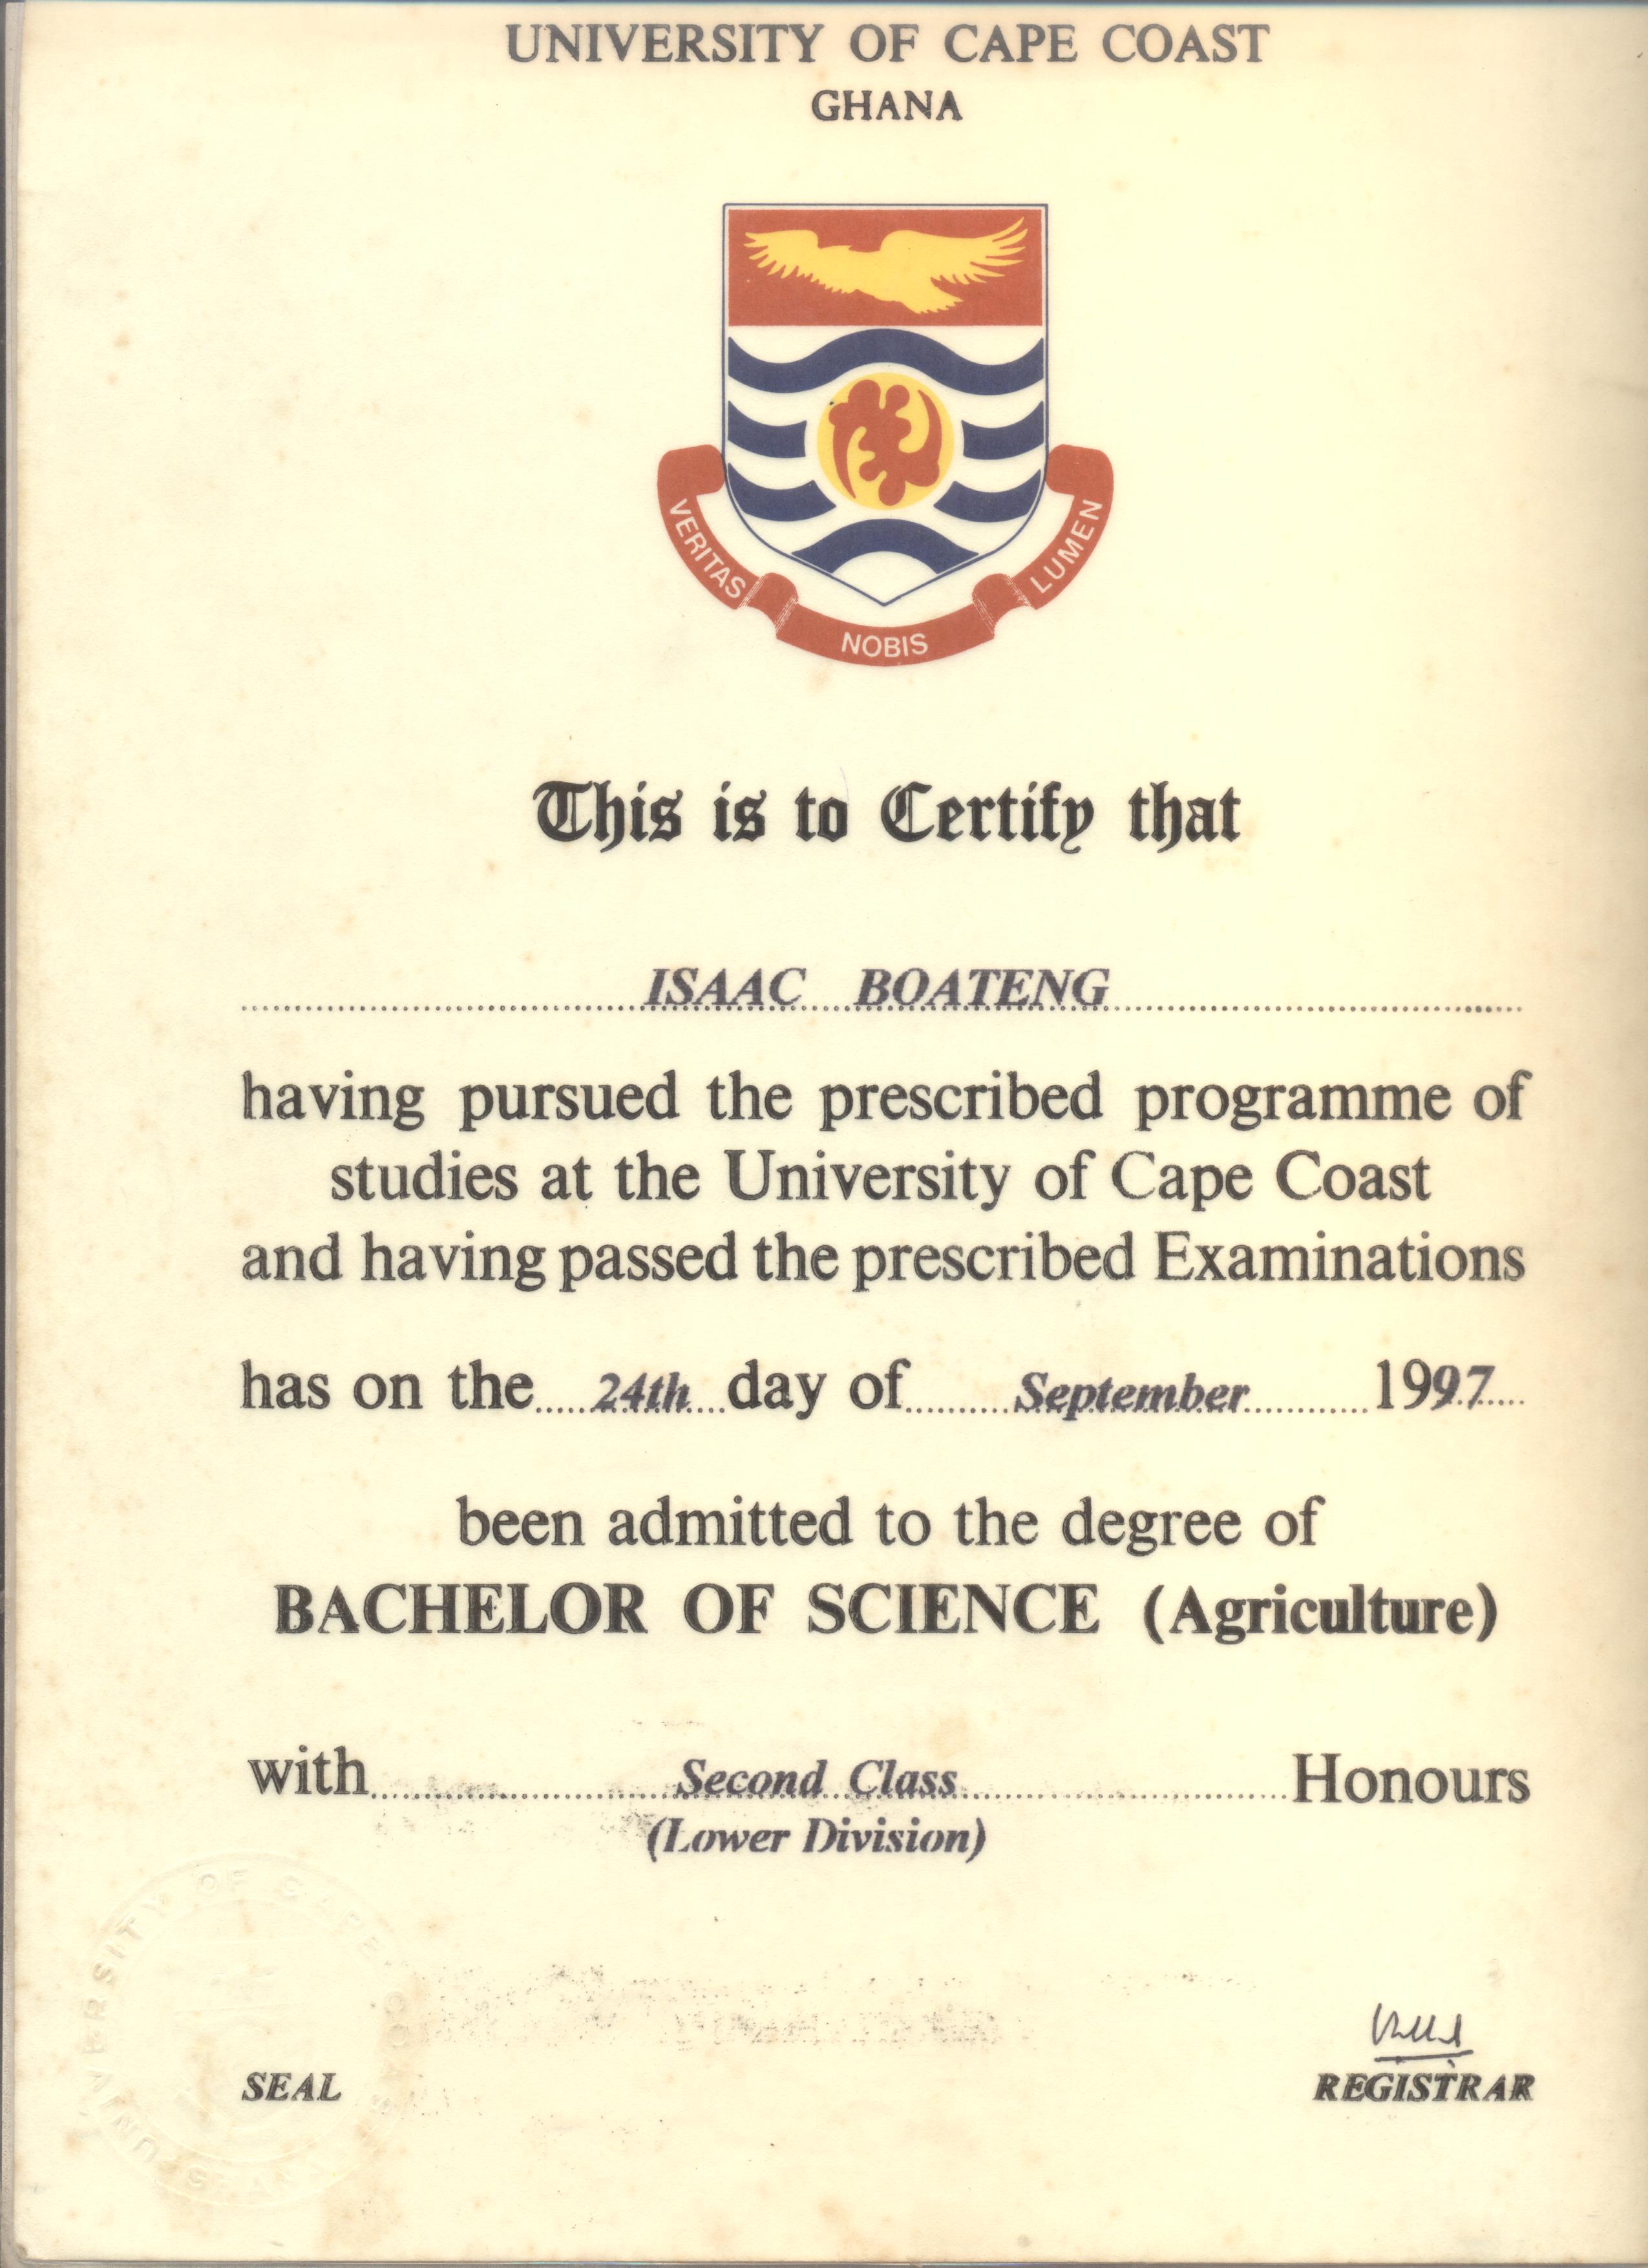 UNIVERSITY OF CAPE COAST
GHANA
VERITAS
NOBIS
LUMEN
This is to Certify that
ISAAC BOATENG
having pursued the prescribed programme of
studies at the University of Cape Coast
and having passed the prescribed Examinations
has on the 24th day of September 1997
been admitted to the degree of
BACHELOR OF SCIENCE (Agriculture)
with Second Class Honours
(Lower Division)
UNIVERSITY OF CAPE COAST
GHANA
SEAL
REGISTRAR